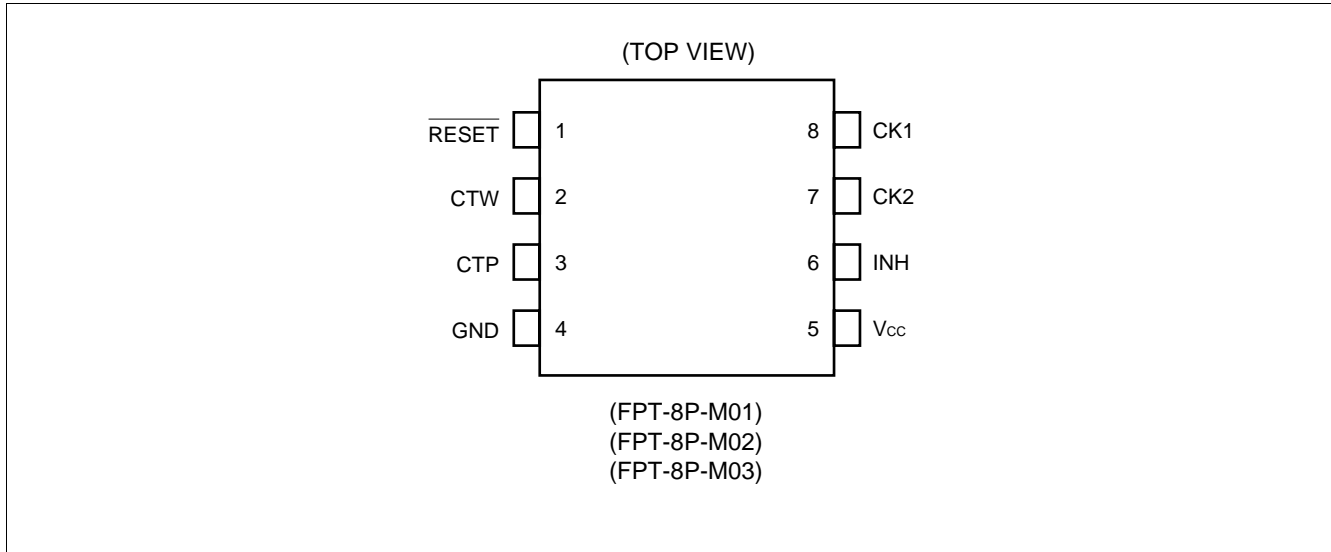 (TOP VIEW)
RESET 1 8 CK1
CTW 2 7 CK2
CTP 3 6 INH
GND 4 5 VCC
(FPT-8P-M01)
(FPT-8P-M02)
(FPT-8P-M03)